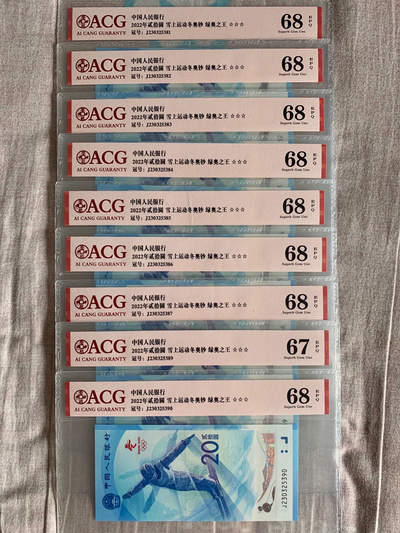 ACG
AI CANG GUARANTY
中国人民银行
2022年贰拾圆 雪上运动冬奥钞 绿奥之王 ☆☆☆
冠号：J230325381
68
EPQ
Superb Gem Unc
ACG
AI CANG GUARANTY
中国人民银行
2022年贰拾圆 雪上运动冬奥钞 绿奥之王 ☆☆☆
冠号：J230325382
68
EPQ
Superb Gem Unc
ACG
AI CANG GUARANTY
中国人民银行
2022年贰拾圆 雪上运动冬奥钞 绿奥之王 ☆☆☆
冠号：J230325383
68
EPQ
Superb Gem Unc
ACG
AI CANG GUARANTY
中国人民银行
2022年贰拾圆 雪上运动冬奥钞 绿奥之王 ☆☆☆
冠号：J230325384
68
EPQ
Superb Gem Unc
ACG
AI CANG GUARANTY
中国人民银行
2022年贰拾圆 雪上运动冬奥钞 绿奥之王 ☆☆☆
冠号：J230325385
68
EPQ
Superb Gem Unc
ACG
AI CANG GUARANTY
中国人民银行
2022年贰拾圆 雪上运动冬奥钞 绿奥之王 ☆☆☆
冠号：J230325386
68
EPQ
Superb Gem Unc
ACG
AI CANG GUARANTY
中国人民银行
2022年贰拾圆 雪上运动冬奥钞 绿奥之王 ☆☆☆
冠号：J230325387
68
EPQ
Superb Gem Unc
ACG
AI CANG GUARANTY
中国人民银行
2022年贰拾圆 雪上运动冬奥钞 绿奥之王 ☆☆☆
冠号：J230325389
67
EPQ
Superb Gem Unc
ACG
AI CANG GUARANTY
中国人民银行
2022年贰拾圆 雪上运动冬奥钞 绿奥之王 ☆☆☆
冠号：J230325390
68
EPQ
Superb Gem Unc
中国人民银行
20
贰拾圆
J230325390